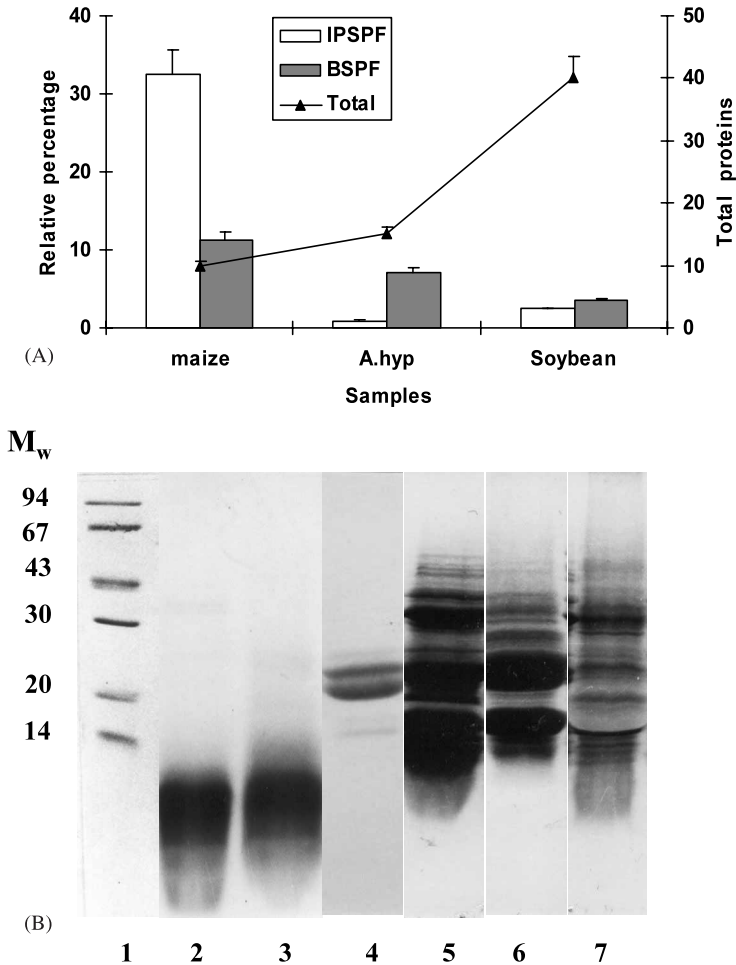 40
30
20
10
0
Relative percentage
IPSPF
BSPF
Total
50
40
30
20
10
0
Total proteins
maize A.hyp Soybean
Samples
(A)
Mw
94
67
43
30
20
14
(B)
1 2 3 4 5 6 7